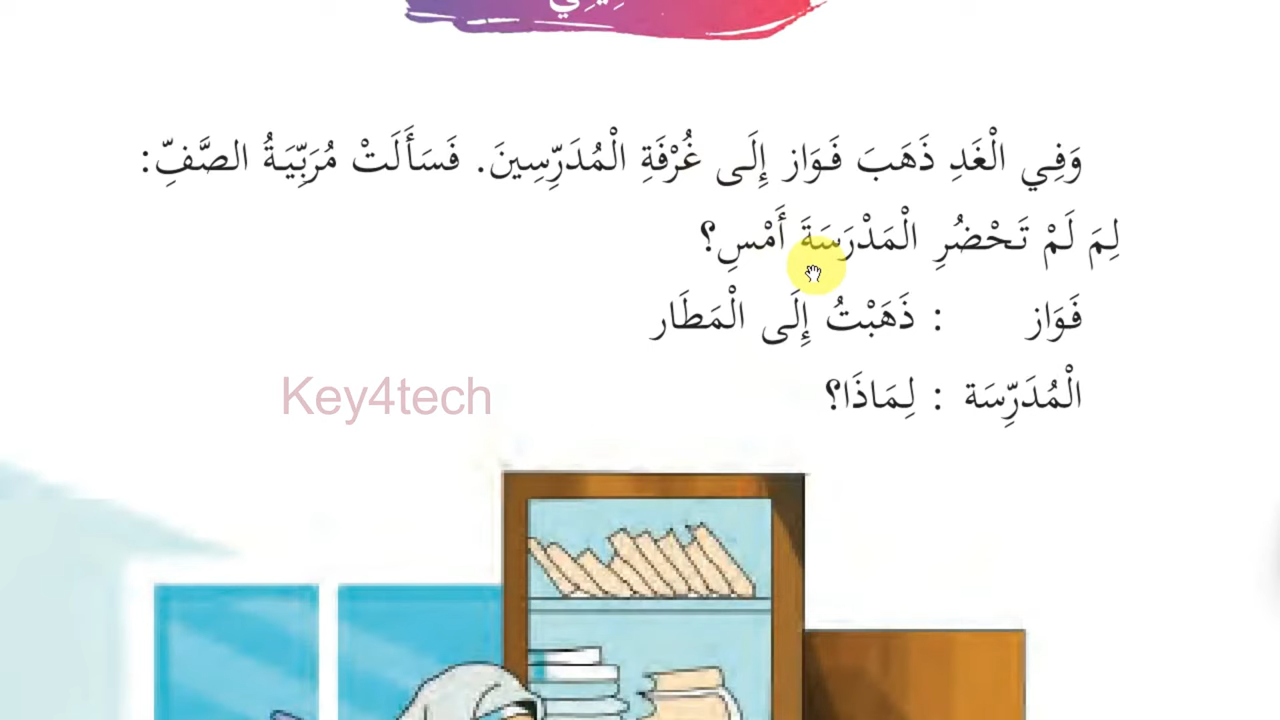 وَفِي الْغَدِ ذَهَبَ فَوَاز إِلَى غُرْفَةِ الْمُدَرِّسِينَ. فَسَأَلَتْ مُرَبِّيَةُ الصَّفِّ:
لِمَ لَمْ تَحْضُرِ الْمَدْرَسَةَ أَمْسِ؟
فَوَاز : ذَهَبْتُ إِلَى الْمَطَار
الْمُدَرِّسَة : لِمَاذَا؟
Key4tech